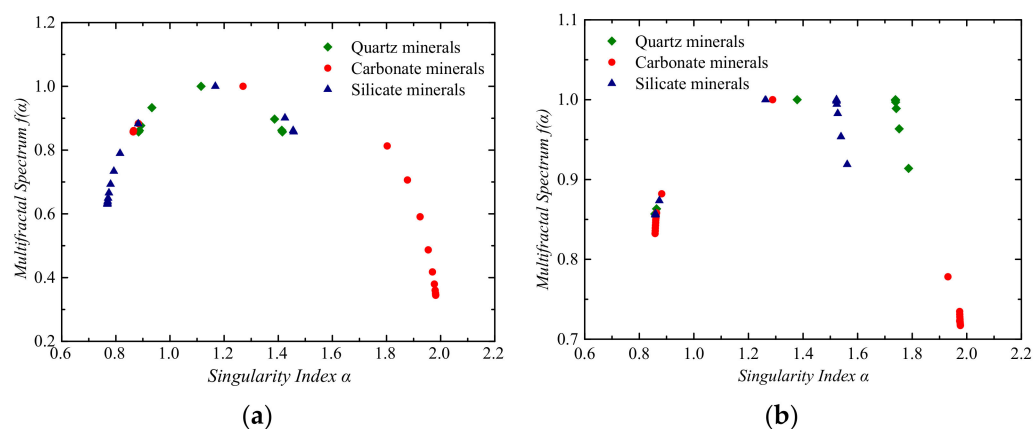 1.2
1.0
0.8
0.6
0.4
0.2
Multifractal Spectrum f(α)
Quartz minerals
Carbonate minerals
Silicate minerals
0.6 0.8 1.0 1.2 1.4 1.6 1.8 2.0 2.2
Singularity Index α
(a)
1.1
1.0
0.9
0.8
0.7
Multifractal Spectrum f(α)
Quartz minerals
Carbonate minerals
Silicate minerals
0.6 0.8 1.0 1.2 1.4 1.6 1.8 2.0 2.2
Singularity Index α
(b)